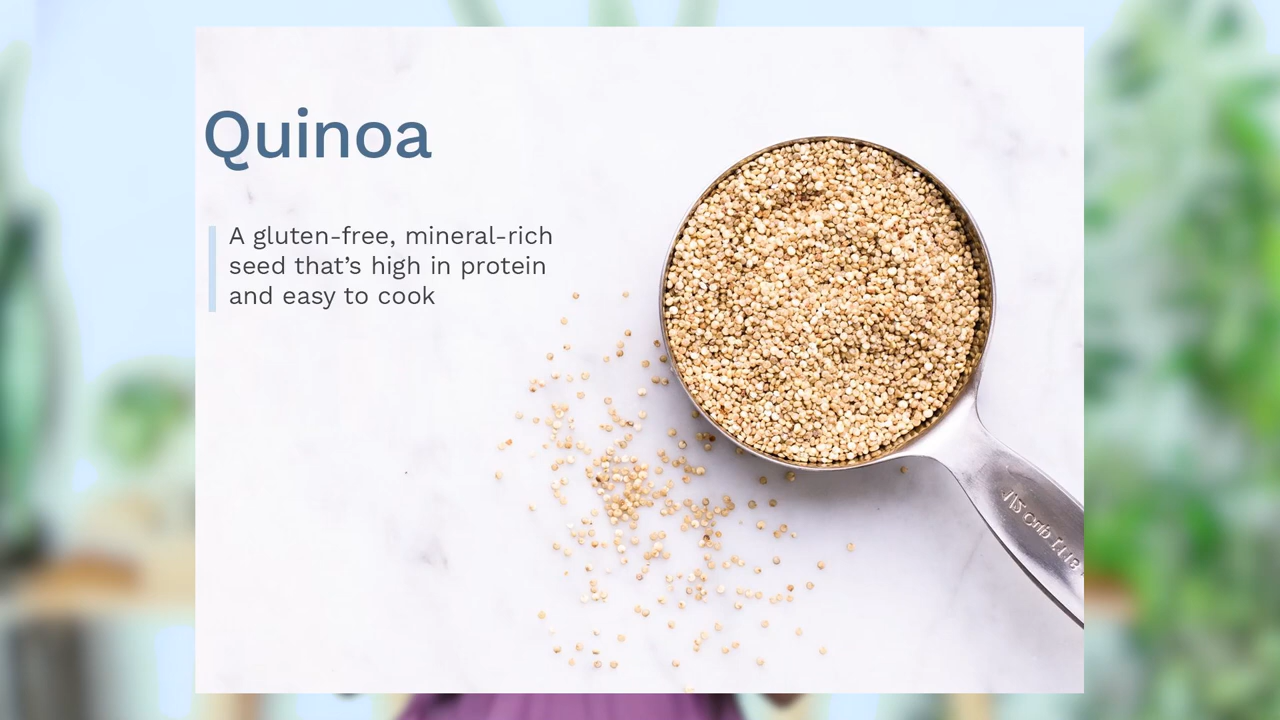 Quinoa
A gluten-free, mineral-rich
seed that’s high in protein
and easy to cook